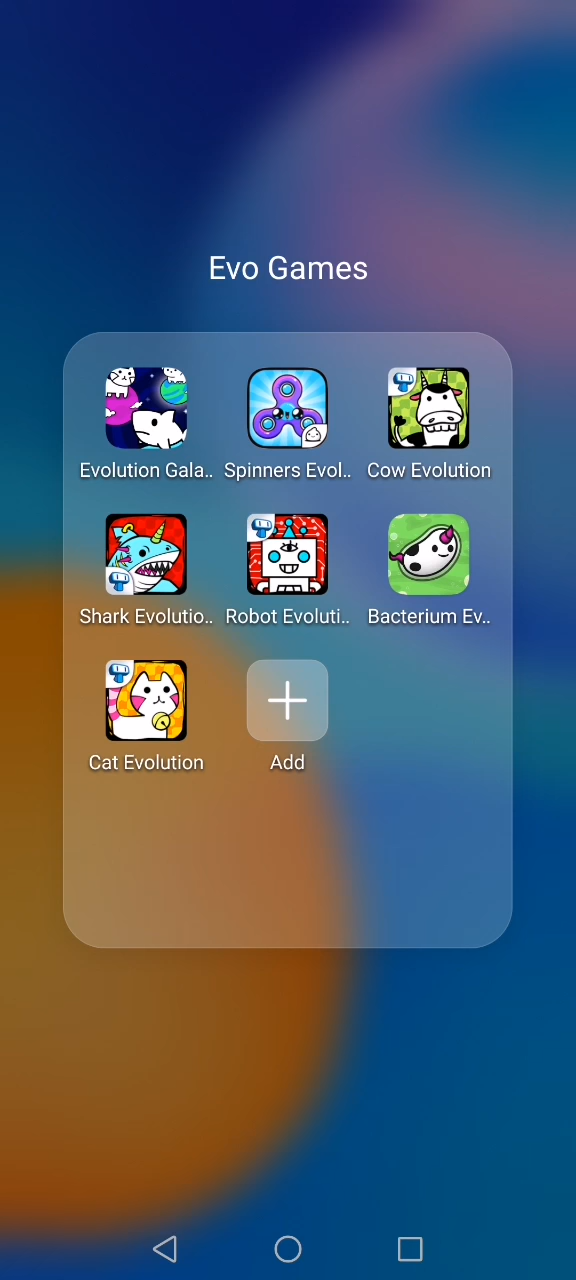 Evo Games
Evolution Gala..
Spinners Evol..
Cow Evolution
Shark Evolutio..
Robot Evoluti..
Bacterium Ev..
Cat Evolution
Add